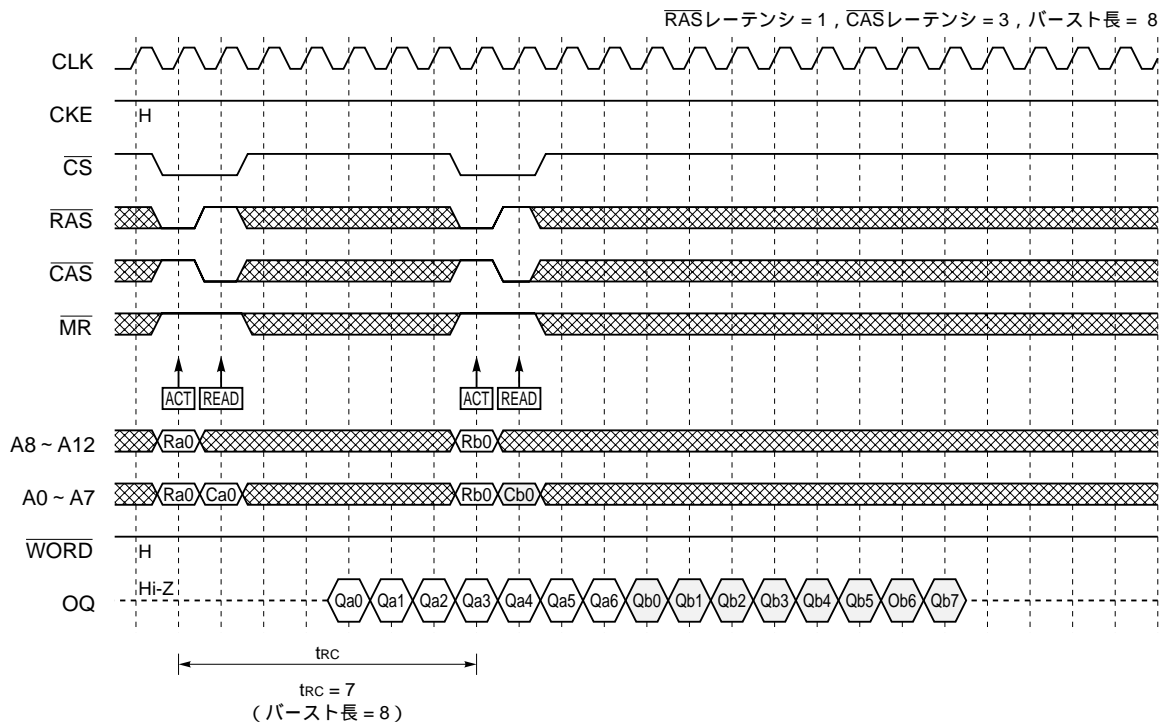 RASレーテンシ = 1 , CASレーテンシ = 3 , バースト長 = 8
CLK
CKE H
CS
RAS
CAS
MR
ACT READ ACT READ
A8 ~ A12 Ra0 Rb0
A0 ~ A7 Ra0 Ca0 Rb0 Cb0
WORD H
OQ Hi-Z Qa0 Qa1 Qa2 Qa3 Qa4 Qa5 Qa6 Qb0 Qb1 Qb2 Qb3 Qb4 Qb5 Ob6 Qb7
tRC
tRC = 7
( バースト長 = 8 )